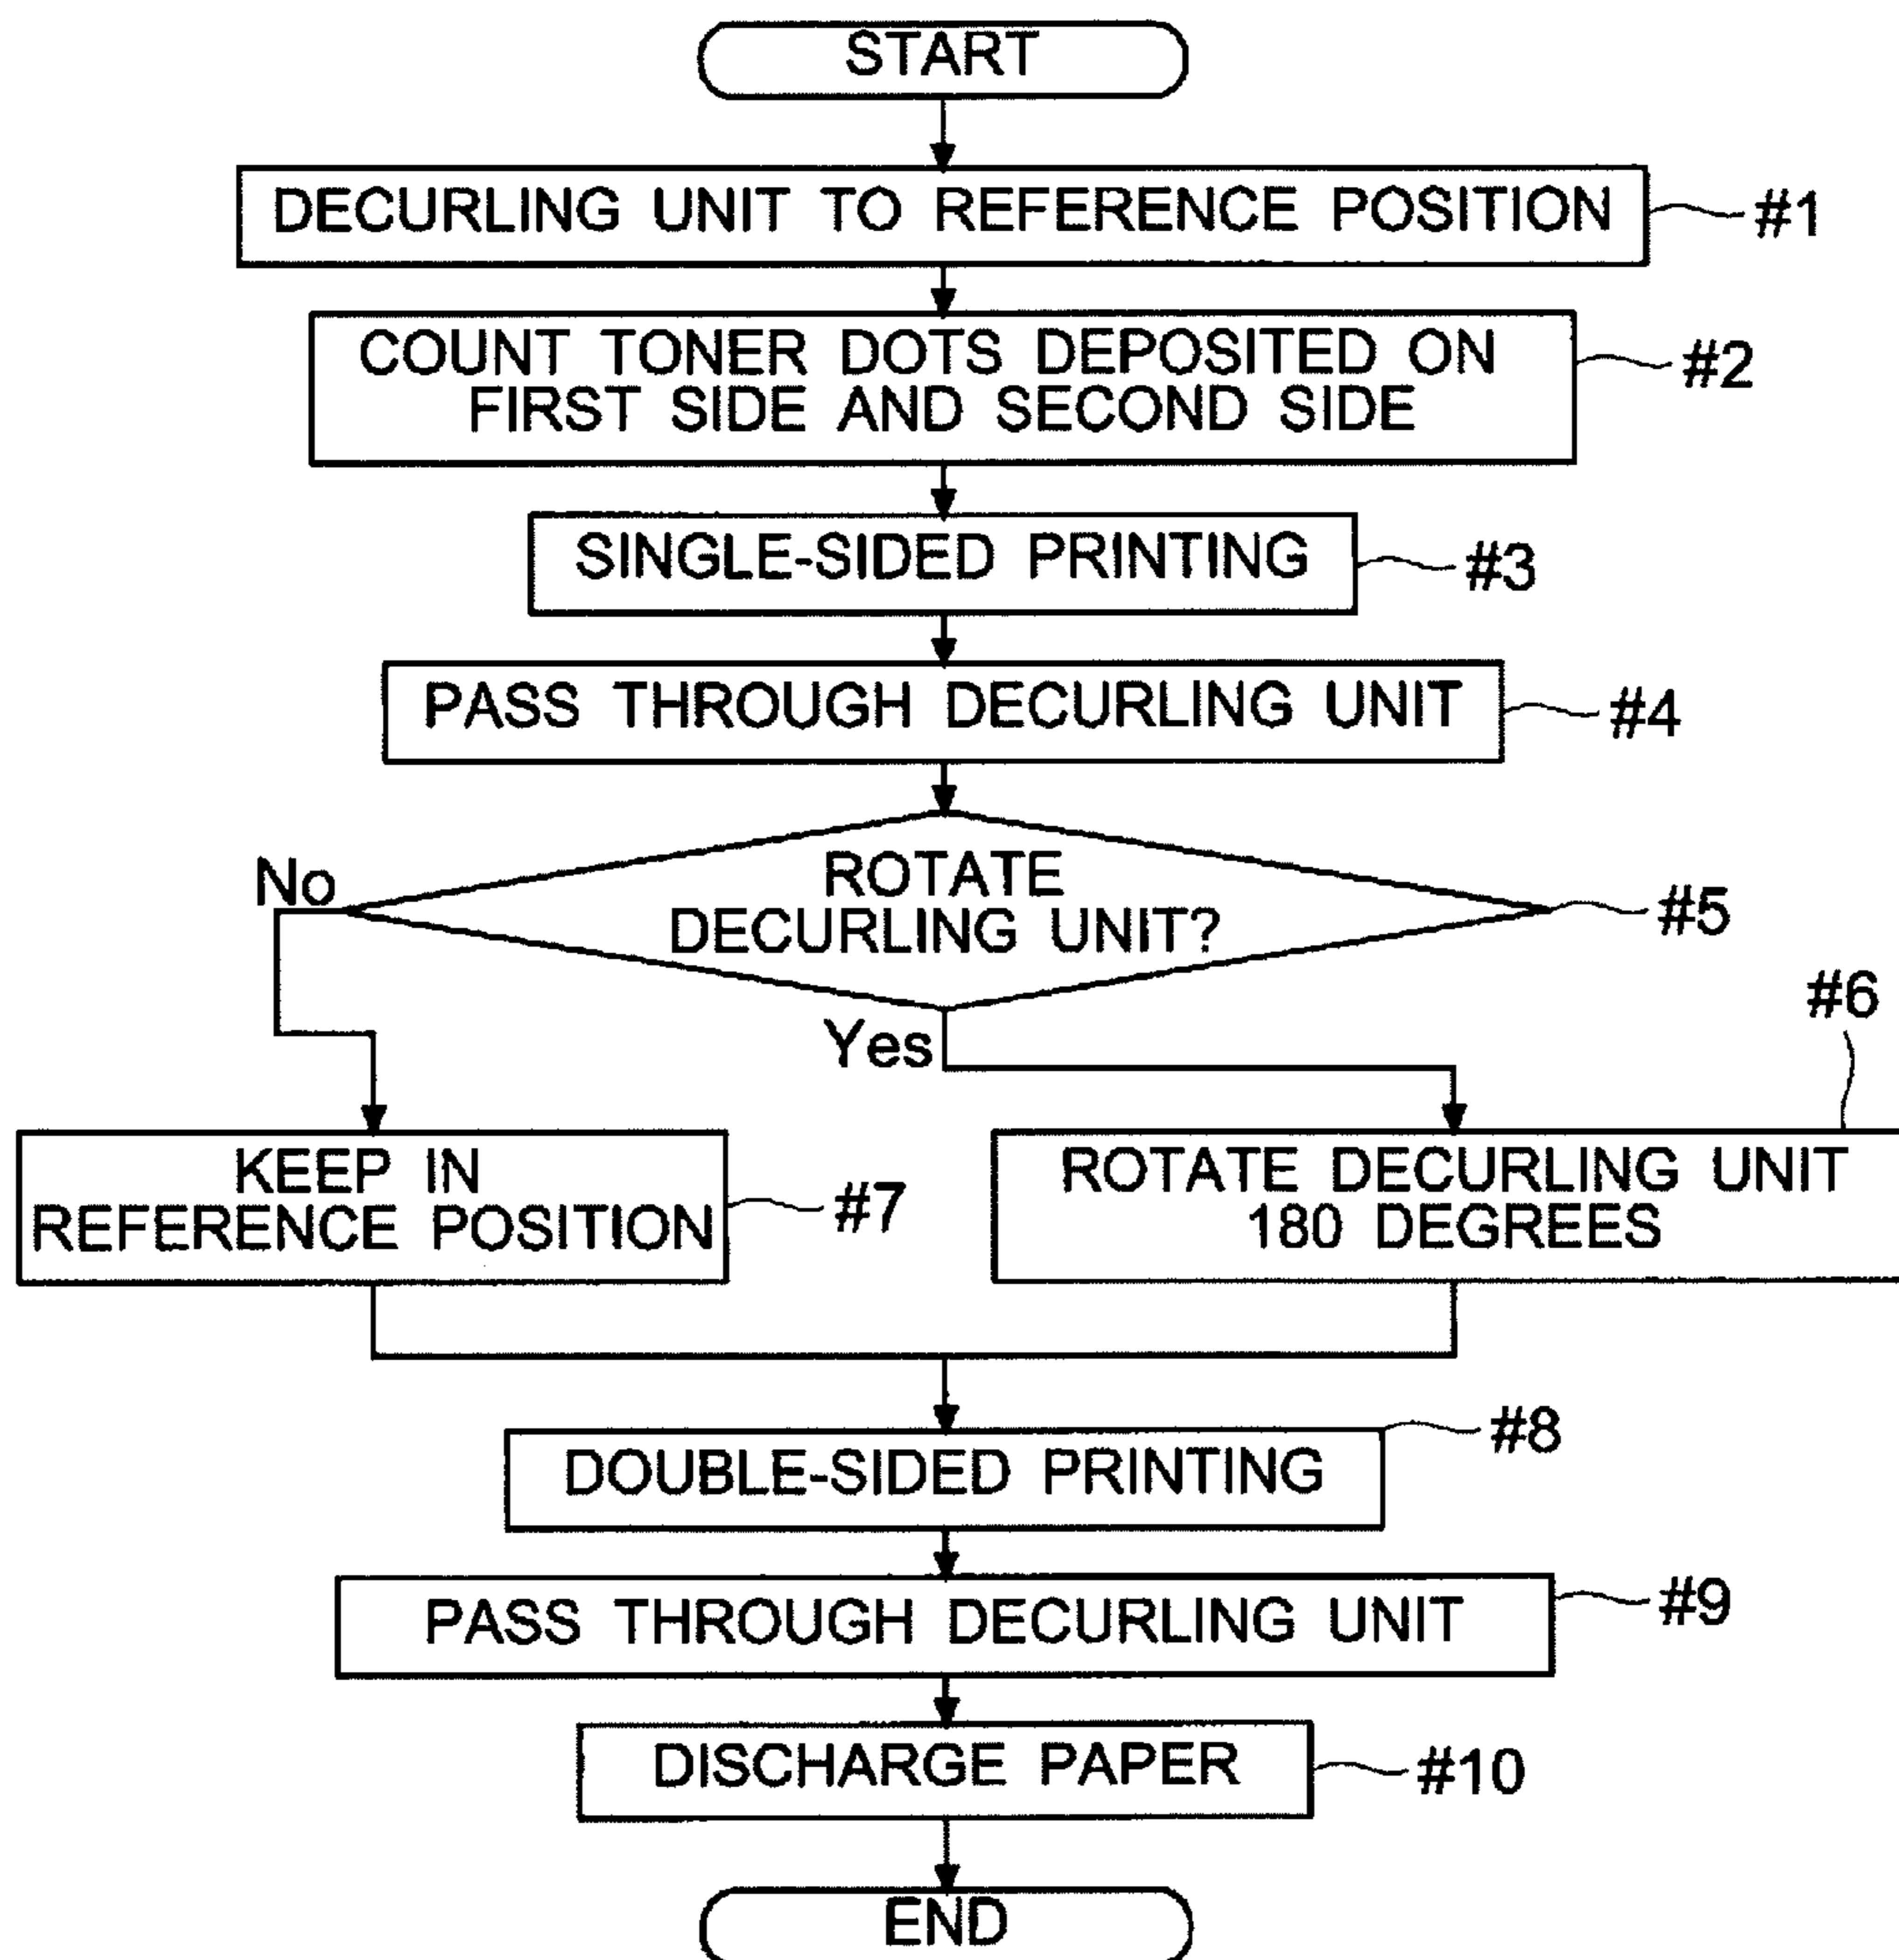 START
DECURLING UNIT TO REFERENCE POSITION
#1
COUNT TONER DOTS DEPOSITED ON
FIRST SIDE AND SECOND SIDE
#2
SINGLE-SIDED PRINTING
#3
PASS THROUGH DECURLING UNIT
#4
ROTATE
DECURLING UNIT?
#5
No
Yes
#6
KEEP IN
REFERENCE POSITION
#7
ROTATE DECURLING UNIT
180 DEGREES
DOUBLE-SIDED PRINTING
#8
PASS THROUGH DECURLING UNIT
#9
DISCHARGE PAPER
#10
END